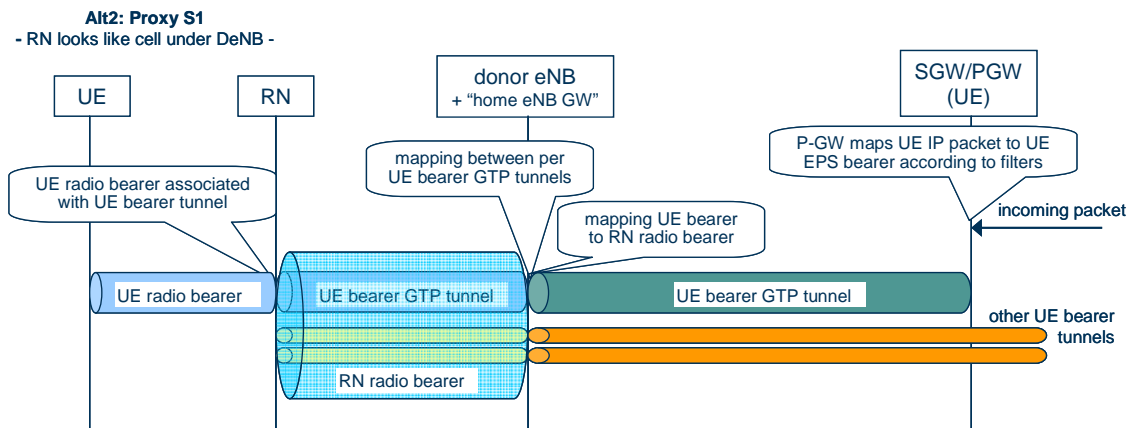 Alt2: Proxy S1
- RN looks like cell under DeNB -
UE
RN
donor eNB
+ “home eNB GW”
SGW/PGW
(UE)
P-GW maps UE IP packet to UE
EPS bearer according to filters
mapping between per
UE bearer GTP tunnels
UE radio bearer associated
with UE bearer tunnel
mapping UE bearer
to RN radio bearer
incoming packet
UE radio bearer
UE bearer GTP tunnel
UE bearer GTP tunnel
other UE bearer
tunnels
RN radio bearer